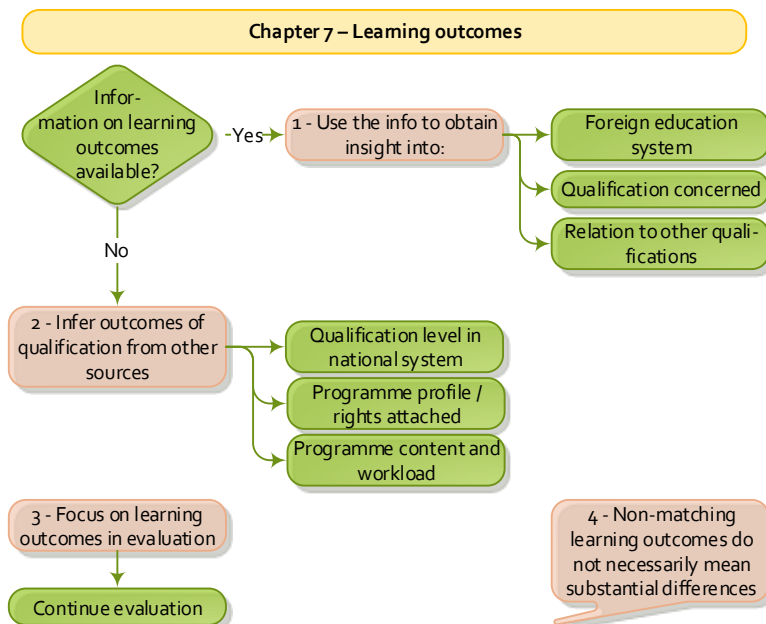 Chapter 7 – Learning outcomes
Infor-
mation on learning
outcomes
available?
Yes
1 - Use the info to obtain
insight into:
Foreign education
system
Qualification concerned
Relation to other quali-
fications
No
2 - Infer outcomes of
qualification from other
sources
Qualification level in
national system
Programme profile /
rights attached
Programme content and
workload
3 - Focus on learning
outcomes in evaluation
Continue evaluation
4 - Non-matching
learning outcomes do
not necessarily mean
substantial differences